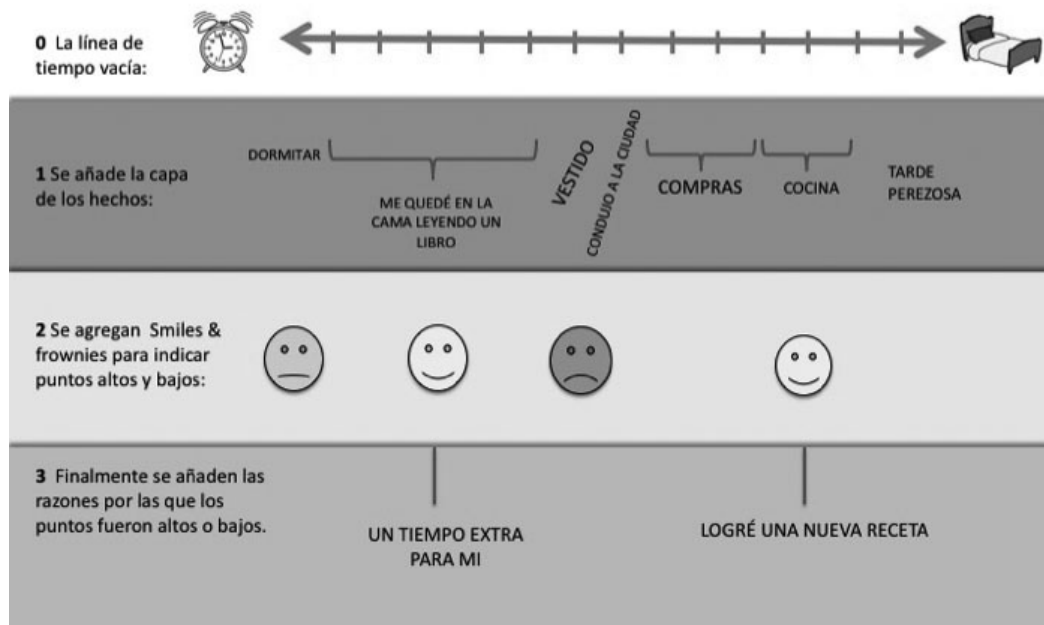 0 La línea de
tiempo vacía:
1 Se añade la capa
de los hechos:
DORMITAR
ME QUEDÉ EN LA
CAMA LEYENDO UN
LIBRO
VESTIDO
CONDUJO A LA CIUDAD
COMPRAS
COCINA
TARDE
PEREZOSA
2 Se agregan Smiles &
frownies para indicar
puntos altos y bajos:
3 Finalmente se añaden las
razones por las que los
puntos fueron altos o bajos.
UN TIEMPO EXTRA
PARA MI
LOGRÉ UNA NUEVA RECETA